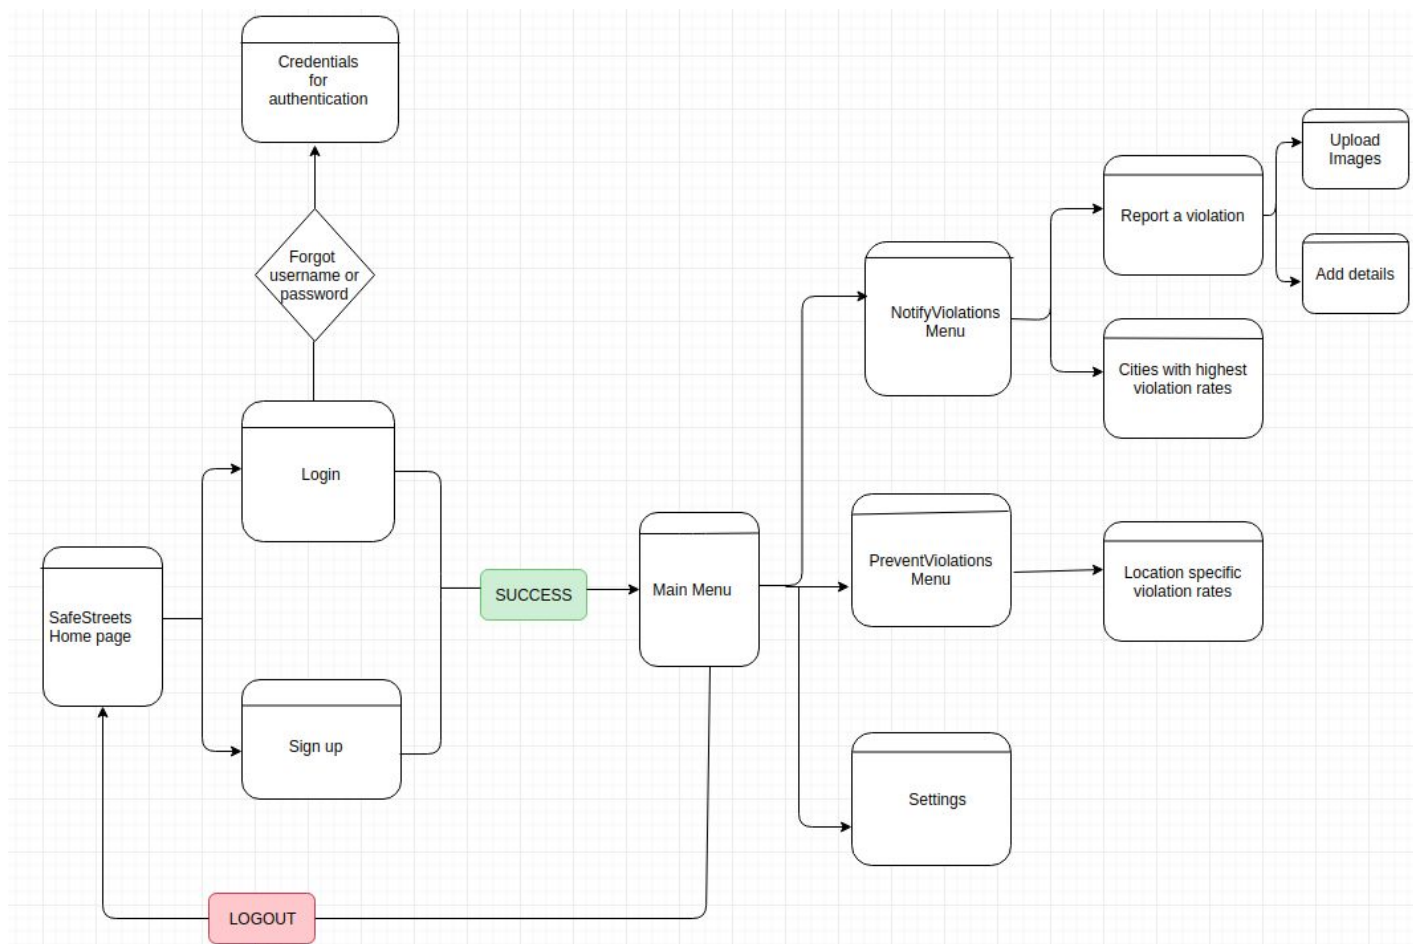 Credentials
for
authentication
Forgot
username or
password
Login
SafeStreets
Home page
Sign up
SUCCESS
LOGOUT
Main Menu
NotifyViolations
Menu
Report a violation
Upload
Images
Add details
Cities with highest
violation rates
PreventViolations
Menu
Location specific
violation rates
Settings